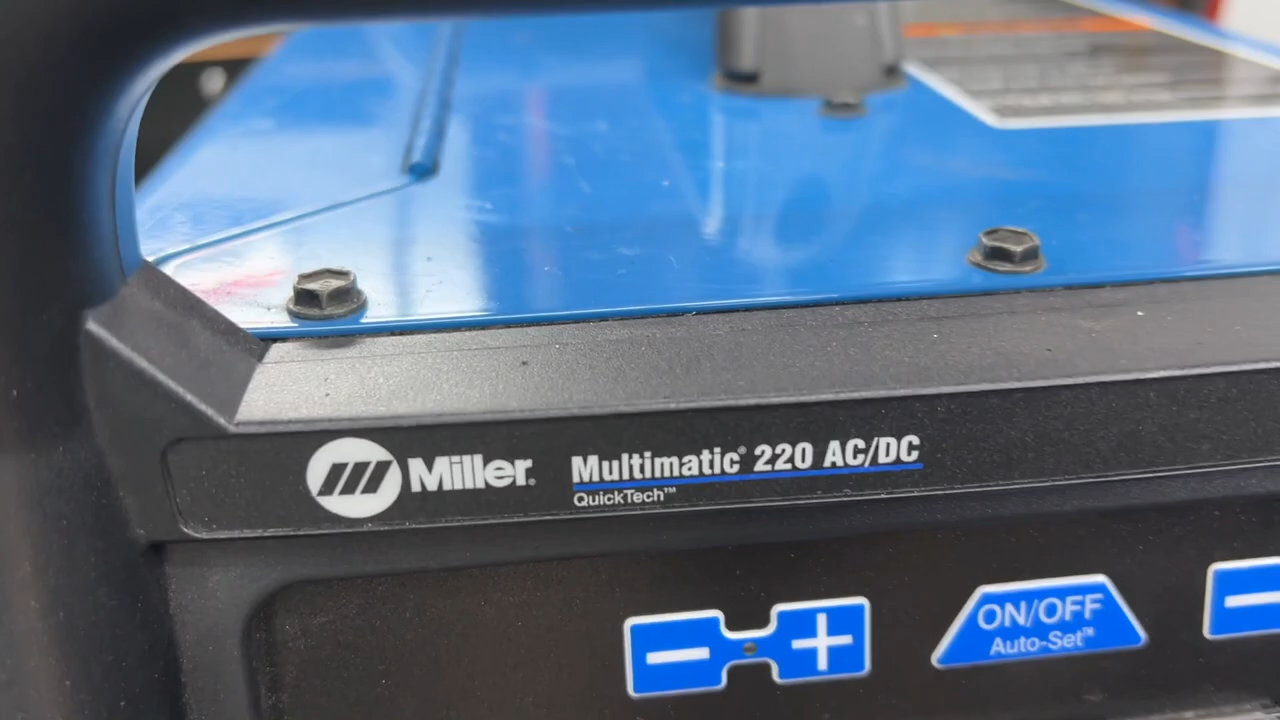 Miller®
Multimatic® 220 AC/DC
QuickTech™
ON/OFF
Auto-Set™